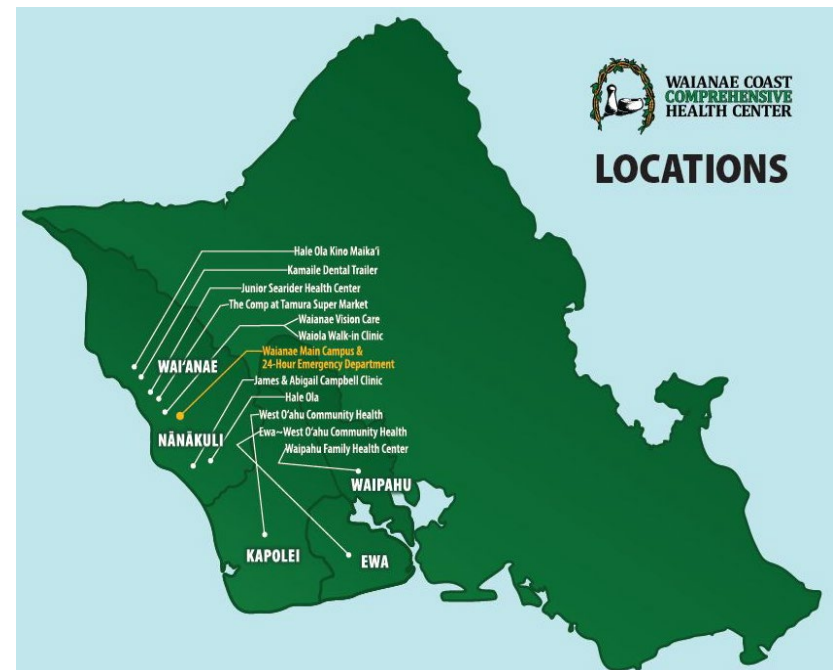 WAIANAE COAST
COMPREHENSIVE
HEALTH CENTER
LOCATIONS
Hale Ola Kino Maika‘i
Kamaile Dental Trailer
Junior Searider Health Center
The Comp at Tamura Super Market
Waianae Vision Care
Waiola Walk-in Clinic
WAI‘ANAE
Waianae Main Campus &
24-Hour Emergency Department
James & Abigail Campbell Clinic
Hale Ola
West O‘ahu Community Health
NĀNĀKULI
Ewa~West O‘ahu Community Health
Waipahu Family Health Center
WAIPAHU
KAPOLEI
EWA